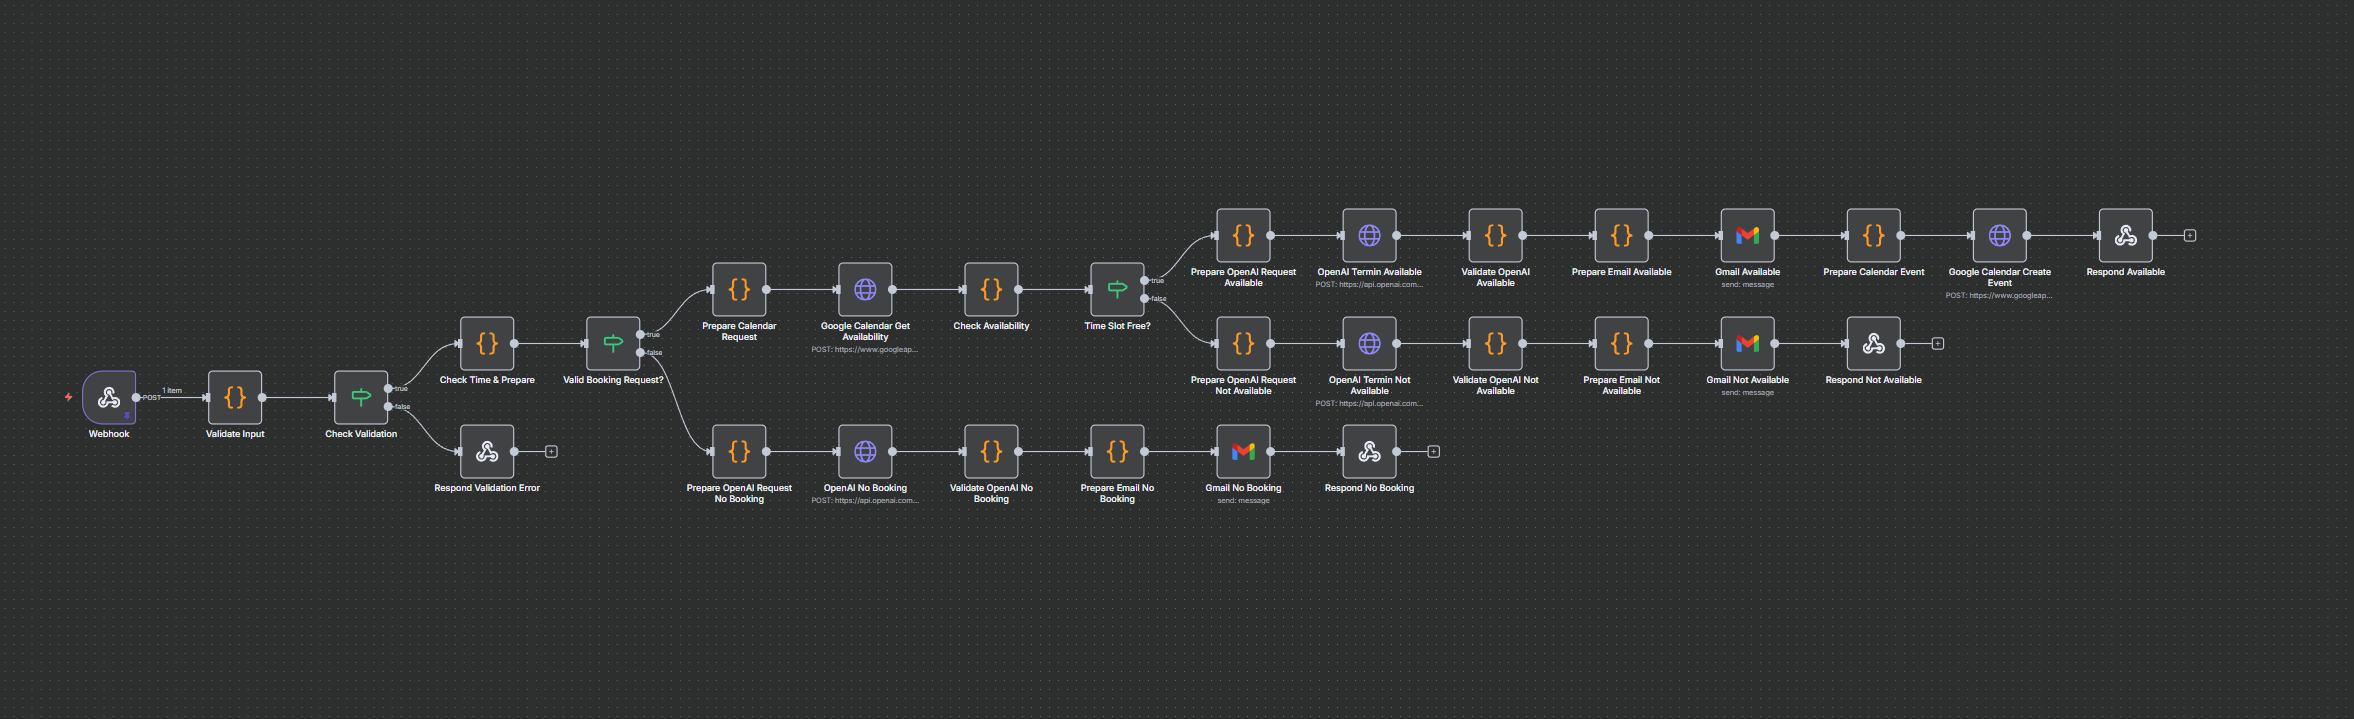 Prepare OpenAI Request
Available
OpenAI Termin Available
POST: https://api.openai.com...
Validate OpenAI
Available
Prepare Email Available
Gmail Available
send: message
Prepare Calendar Event
Google Calendar Create
Event
POST: https://www.googleap...
Respond Available
Prepare Calendar
Request
Google Calendar Get
Availability
POST: https://www.googleap...
Check Availability
Time Slot Free?
true
false
Check Time & Prepare
Valid Booking Request?
true
false
Prepare OpenAI Request
Not Available
OpenAI Termin Not
Available
POST: https://api.openai.com...
Validate OpenAI Not
Available
Prepare Email Not
Available
Gmail Not Available
send: message
Respond Not Available
Webhook
POST
1 item
Validate Input
Check Validation
true
false
Respond Validation Error
Prepare OpenAI Request
No Booking
OpenAI No Booking
POST: https://api.openai.com...
Validate OpenAI No
Booking
Prepare Email No
Booking
Gmail No Booking
send: message
Respond No Booking